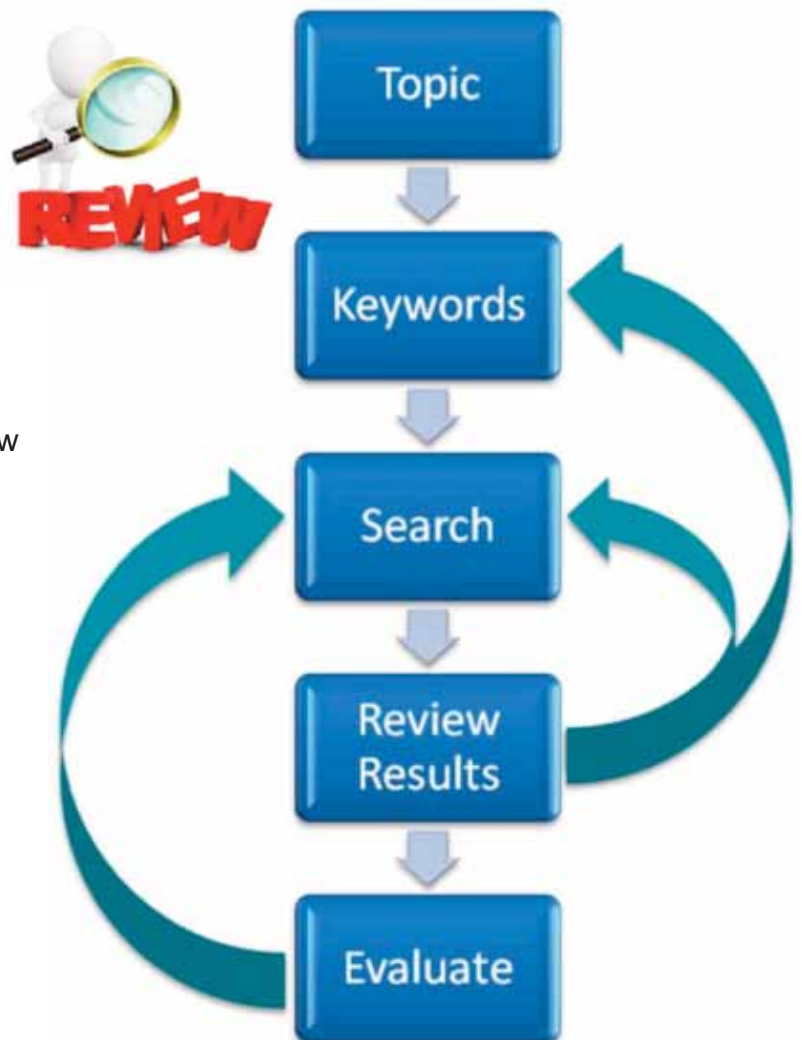 Topic
REVIEW
Keywords
w
Search
Review
Results
Evaluate